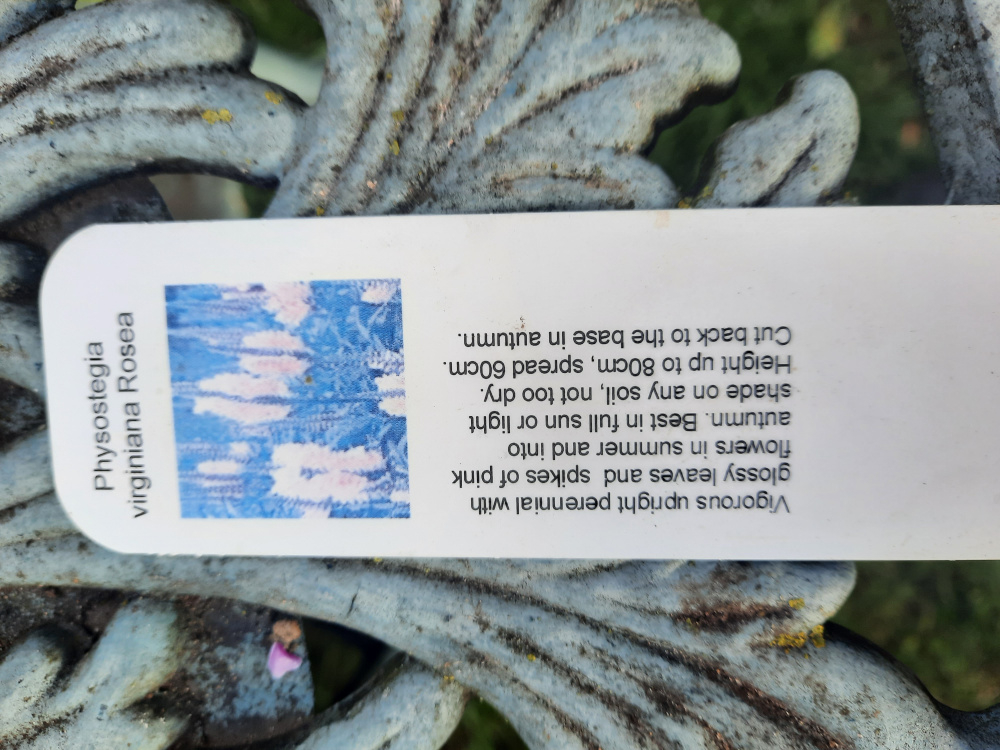 Physostegia
virginiana Rosea
Vigorous upright perennial with
glossy leaves and spikes of pink
flowers in summer and into
autumn. Best in full sun or light
shade on any soil, not too dry.
Height up to 80cm, spread 60cm.
Cut back to the base in autumn.